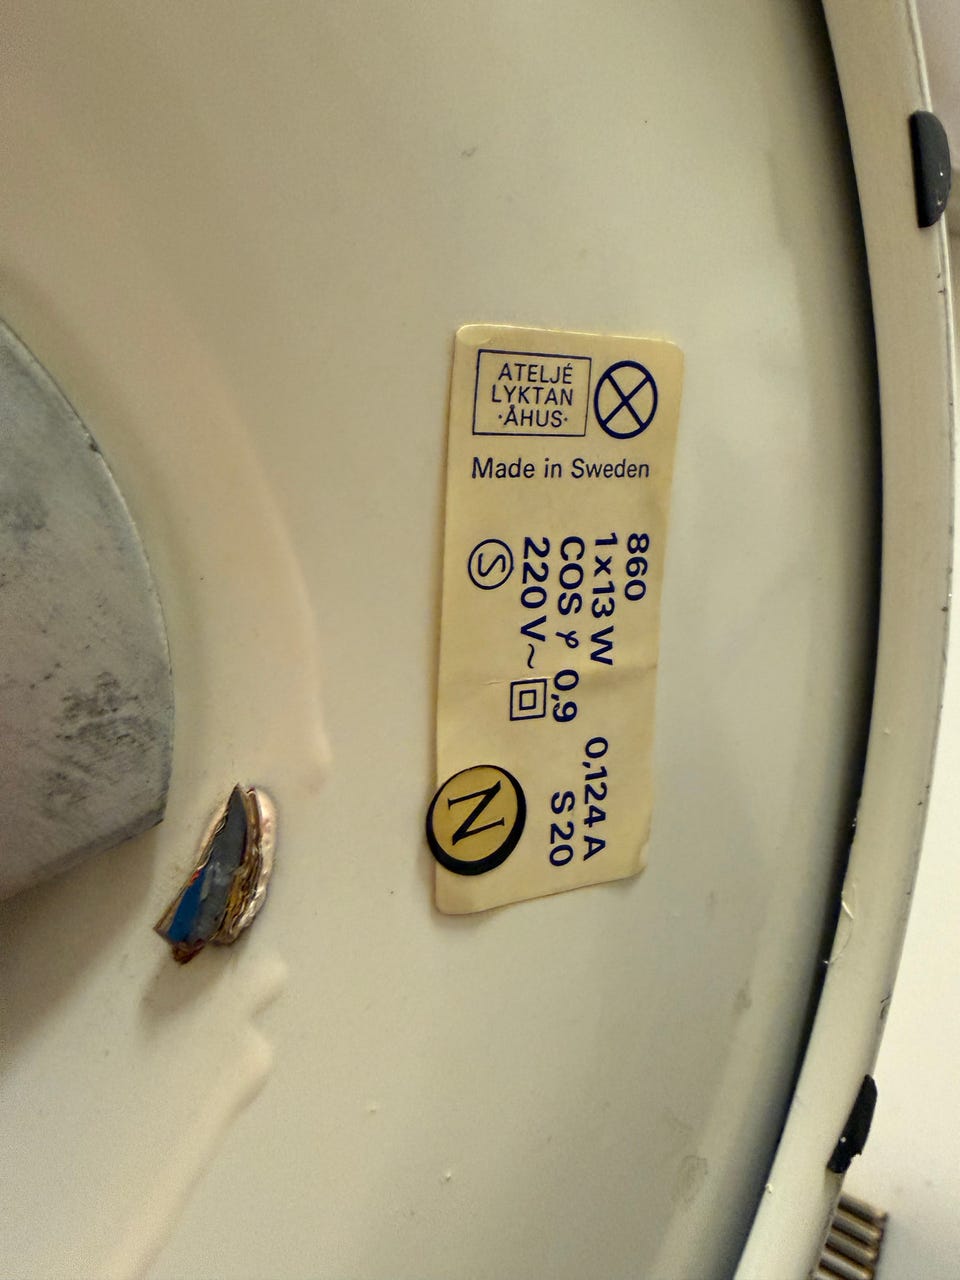 ATELJÉ
LYKTAN
·ÅHUS·
Made in Sweden
860
1x13 W 0,124 A
COS φ 0,9 S 20
220 V ~
S
N